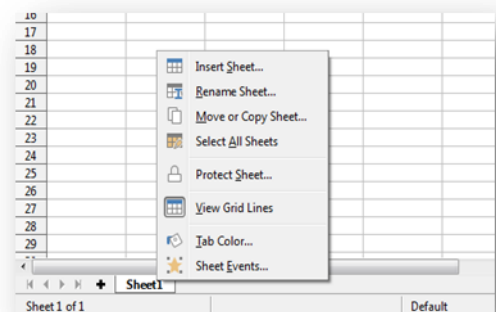 16
17
18
19
20
21
22
23
24
25
26
27
28
29
Insert Sheet...
Rename Sheet...
Move or Copy Sheet...
Select All Sheets
Protect Sheet...
View Grid Lines
Tab Color...
Sheet Events...
Sheet1
Sheet 1 of 1
Default